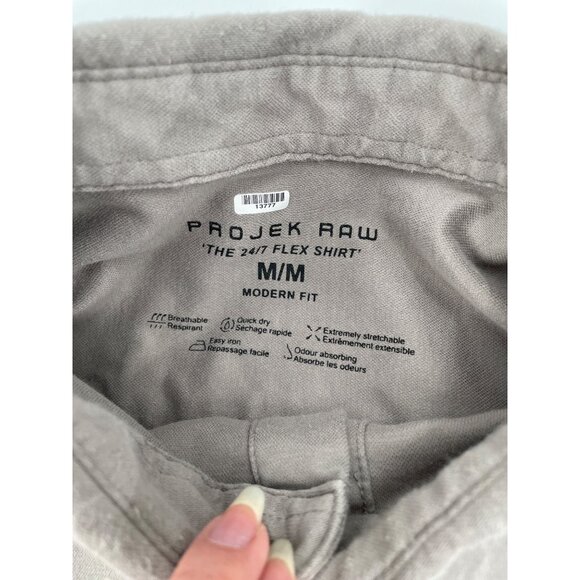 13777
PROJEK RAW
'THE 24/7 FLEX SHIRT'
M/M
MODERN FIT
Breathable
Respirant
Quick dry
Séchage rapide
Extremely stretchable
Extrêmement extensible
Easy iron
Repassage facile
Odour absorbing
Absorbe les odeurs